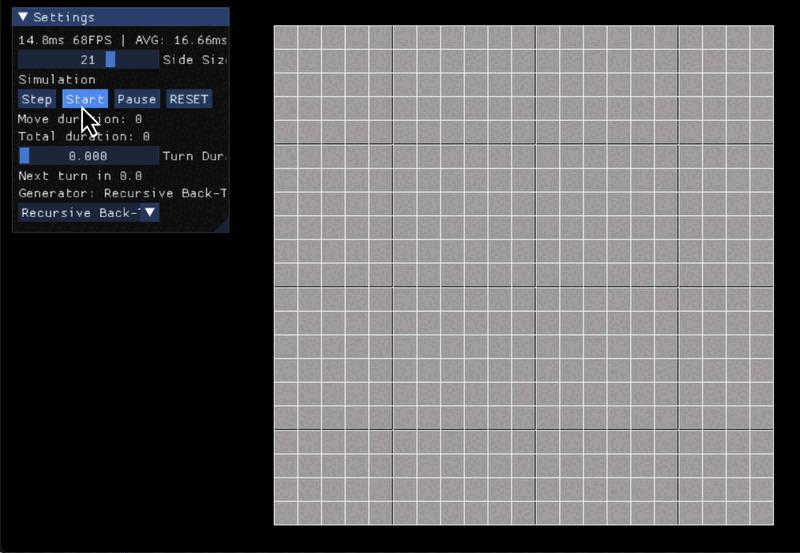 Settings
14.8ms 68FPS | AVG: 16.66ms
21 Side Siz
Simulation
Step Start Pause RESET
Move duration: 0
Total duration: 0
0.000 Turn Dur
Next turn in 0.0
Generator: Recursive Back-T
Recursive Back-T